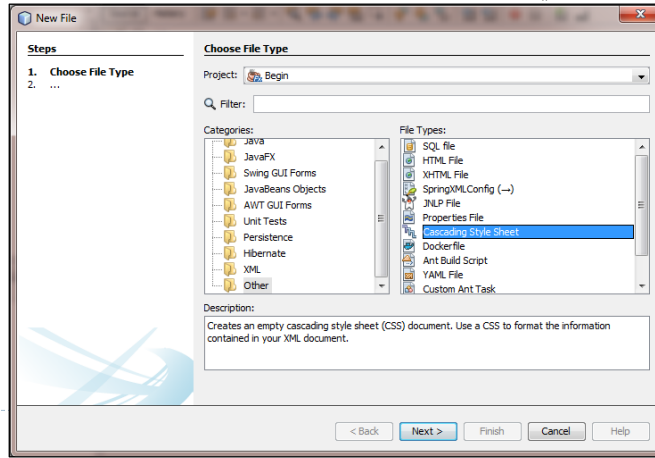 New File
Steps
1. Choose File Type
2. ...
Choose File Type
Project: Begin
Filter:
Categories:
Java
JavaFX
Swing GUI Forms
JavaBeans Objects
AWT GUI Forms
Unit Tests
Persistence
Hibernate
XML
Other
File Types:
SQL file
HTML File
XHTML File
SpringXMLConfig (→)
JNLP File
Properties File
Cascading Style Sheet
Dockerfile
Ant Build Script
YAML File
Custom Ant Task
Description:
Creates an empty cascading style sheet (CSS) document. Use a CSS to format the information
contained in your XML document.
< Back Next > Finish Cancel Help